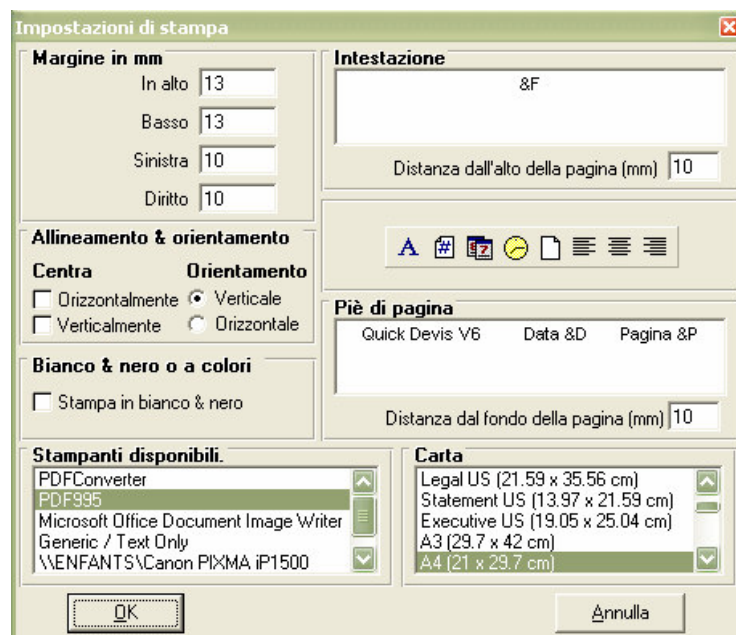 Impostazioni di stampa
Margine in mm
In alto 13
Basso 13
Sinistra 10
Diritto 10
Intestazione
&F
Distanza dall'alto della pagina (mm) 10
Allineamento & orientamento
Centra Orientamento
Orizzontalmente Verticale
Verticalmente Orizzontale
A # 7
Piè di pagina
Quick Devis V6 Data &D Pagina &P
Distanza dal fondo della pagina (mm) 10
Bianco & nero o a colori
Stampa in bianco & nero
Stampanti disponibili.
PDFConverter
PDF995
Microsoft Office Document Image Writer
Generic / Text Only
\\ENFANTS\Canon PIXMA iP1500
Carta
Legal US (21.59 x 35.56 cm)
Statement US (13.97 x 21.59 cm)
Executive US (19.05 x 25.04 cm)
A3 (29.7 x 42 cm)
A4 (21 x 29.7 cm)
OK
Annulla